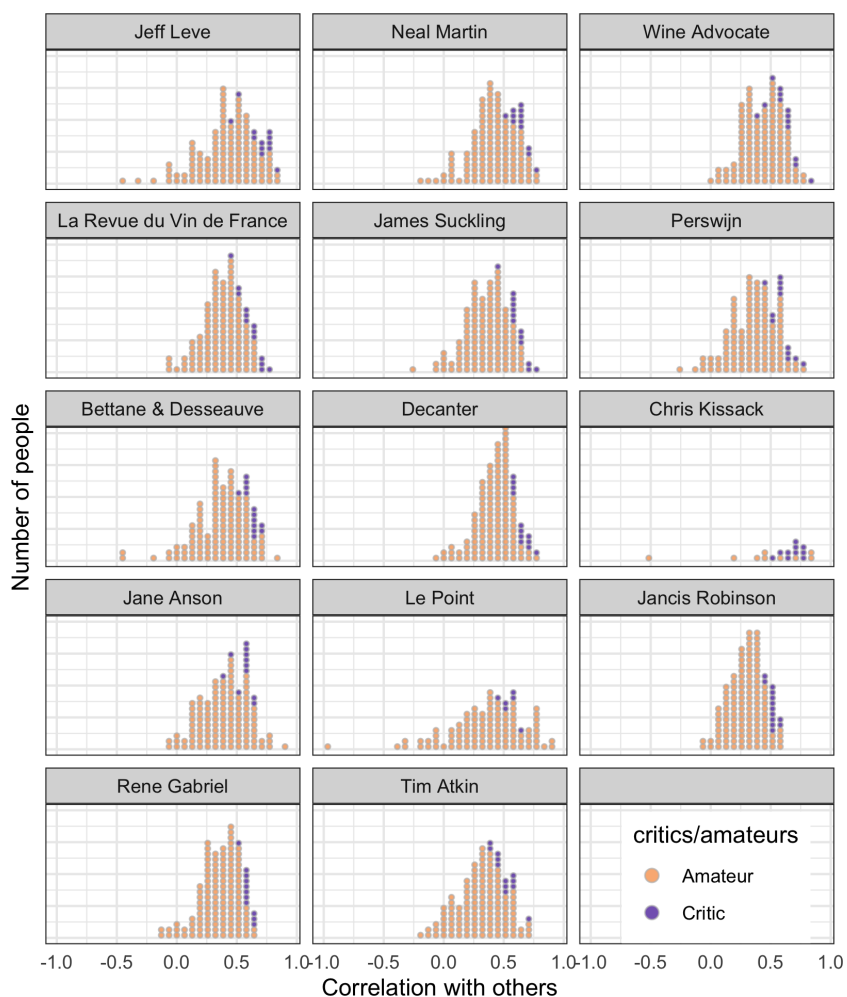 Jeff Leve
Neal Martin
Wine Advocate
La Revue du Vin de France
James Suckling
Perswijn
Bettane & Desseauve
Decanter
Chris Kissack
Jane Anson
Le Point
Jancis Robinson
Rene Gabriel
Tim Atkin
Number of people
critics/amateurs
Amateur
Critic
-1.0 -0.5 0.0 0.5 1.0 -1.0 -0.5 0.0 0.5 1.0 -1.0 -0.5 0.0 0.5 1.0
Correlation with others